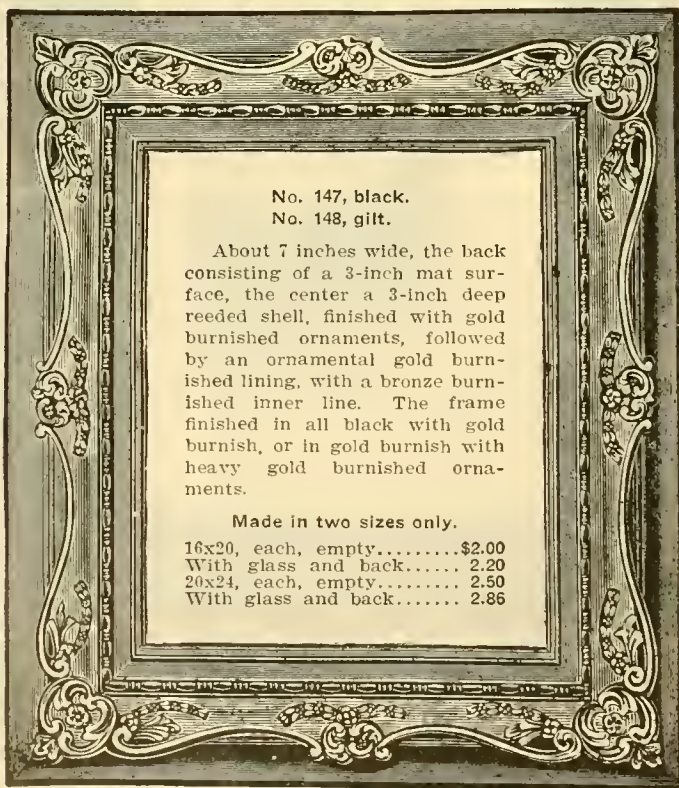 No. 147, black.
No. 148, gilt.
About 7 inches wide, the back
consisting of a 3-inch mat sur-
face, the center a 3-inch deep
reeded shell, finished with gold
burnished ornaments, followed
by an ornamental gold burn-
ished lining, with a bronze burn-
ished inner line. The frame
finished in all black with gold
burnish, or in gold burnish with
heavy gold burnished orna-
ments.
Made in two sizes only.
16x20, each, empty.........$2.00
With glass and back...... 2.20
20x24, each, empty......... 2.50
With glass and back....... 2.86